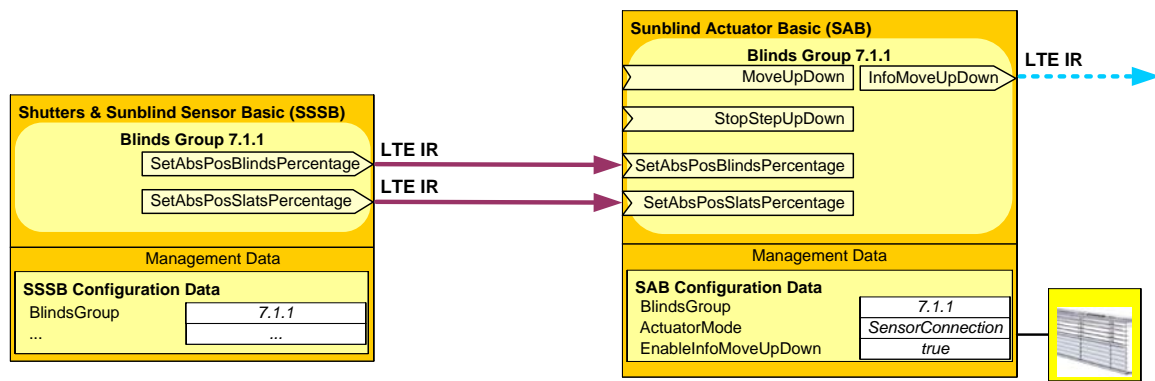 Shutters & Sunblind Sensor Basic (SSSB)
Blinds Group 7.1.1
SetAbsPosBlindsPercentage
SetAbsPosSlatsPercentage
LTE IR
LTE IR
Management Data
SSSB Configuration Data
BlindsGroup 7.1.1
... ...
Sunblind Actuator Basic (SAB)
Blinds Group 7.1.1
MoveUpDown InfoMoveUpDown
StopStepUpDown
SetAbsPosBlindsPercentage
SetAbsPosSlatsPercentage
LTE IR
Management Data
SAB Configuration Data
BlindsGroup 7.1.1
ActuatorMode SensorConnection
EnableInfoMoveUpDown true